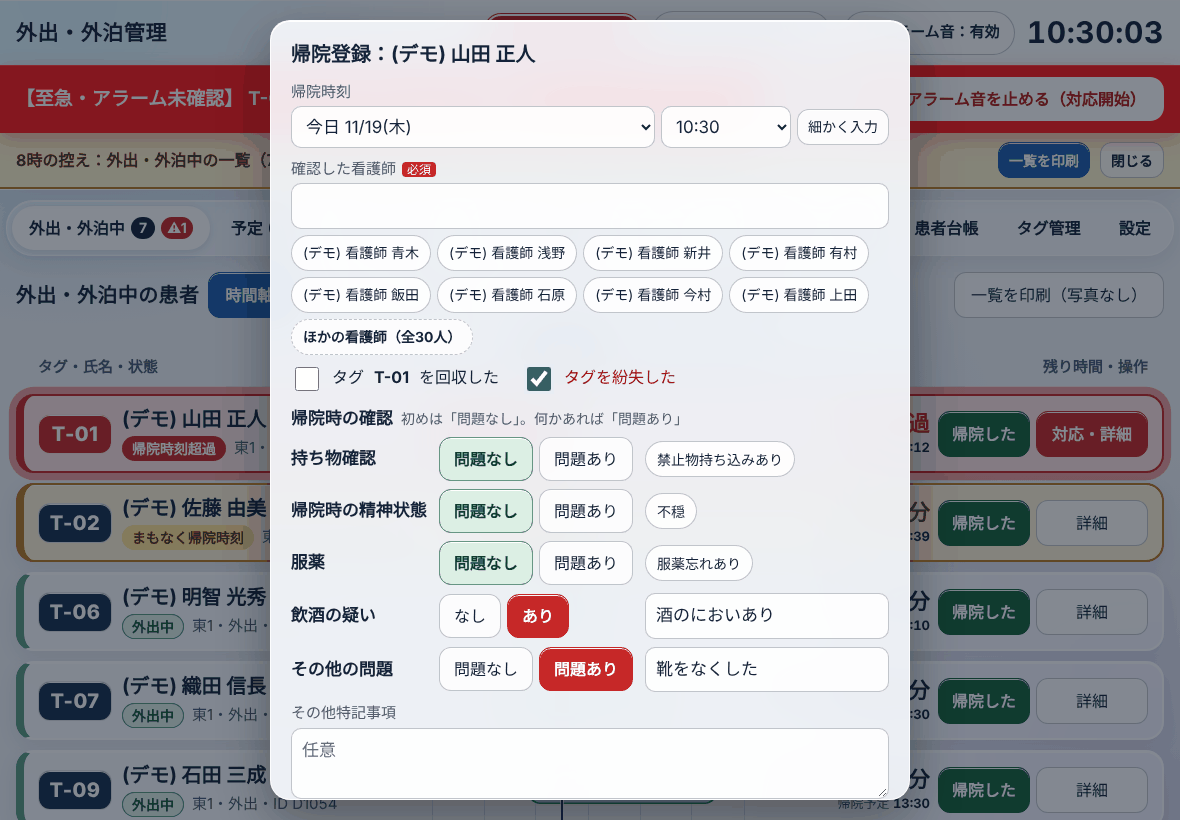 外出・外泊管理
ーム音：有効
10:30:03
【至急・アラーム未確認】 T-
アラーム音を止める（対応開始）
8時の控え：外出・外泊中の一覧
一覧を印刷
閉じる
外出・外泊中 7 1
予定
患者台帳
タグ管理
設定
外出・外泊中の患者
時間軸
一覧を印刷（写真なし）
タグ・氏名・状態
残り時間・操作
T-01
(デモ) 山田 正人
帰院時刻超過
東1・
過
:12
帰院した
対応・詳細
T-02
(デモ) 佐藤 由美
まもなく帰院時刻
分
:39
帰院した
詳細
T-06
(デモ) 明智 光秀
外出中
東1・外出・
分
:10
帰院した
詳細
T-07
(デモ) 織田 信長
外出中
東1・外出・
分
:30
帰院した
詳細
T-09
(デモ) 石田 三成
外出中
東1・外出・ID D1054
分
帰院予定 13:30
帰院した
詳細
帰院登録：(デモ) 山田 正人
帰院時刻
今日 11/19(木)
10:30
細かく入力
確認した看護師 必須
(デモ) 看護師 青木
(デモ) 看護師 浅野
(デモ) 看護師 新井
(デモ) 看護師 有村
(デモ) 看護師 飯田
(デモ) 看護師 石原
(デモ) 看護師 今村
(デモ) 看護師 上田
ほかの看護師（全30人）
タグ T-01 を回収した
タグを紛失した
帰院時の確認 初めは「問題なし」。何かあれば「問題あり」
持ち物確認
問題なし
問題あり
禁止物持ち込みあり
帰院時の精神状態
問題なし
問題あり
不穏
服薬
問題なし
問題あり
服薬忘れあり
飲酒の疑い
なし
あり
酒のにおいあり
その他の問題
問題なし
問題あり
靴をなくした
その他特記事項
任意